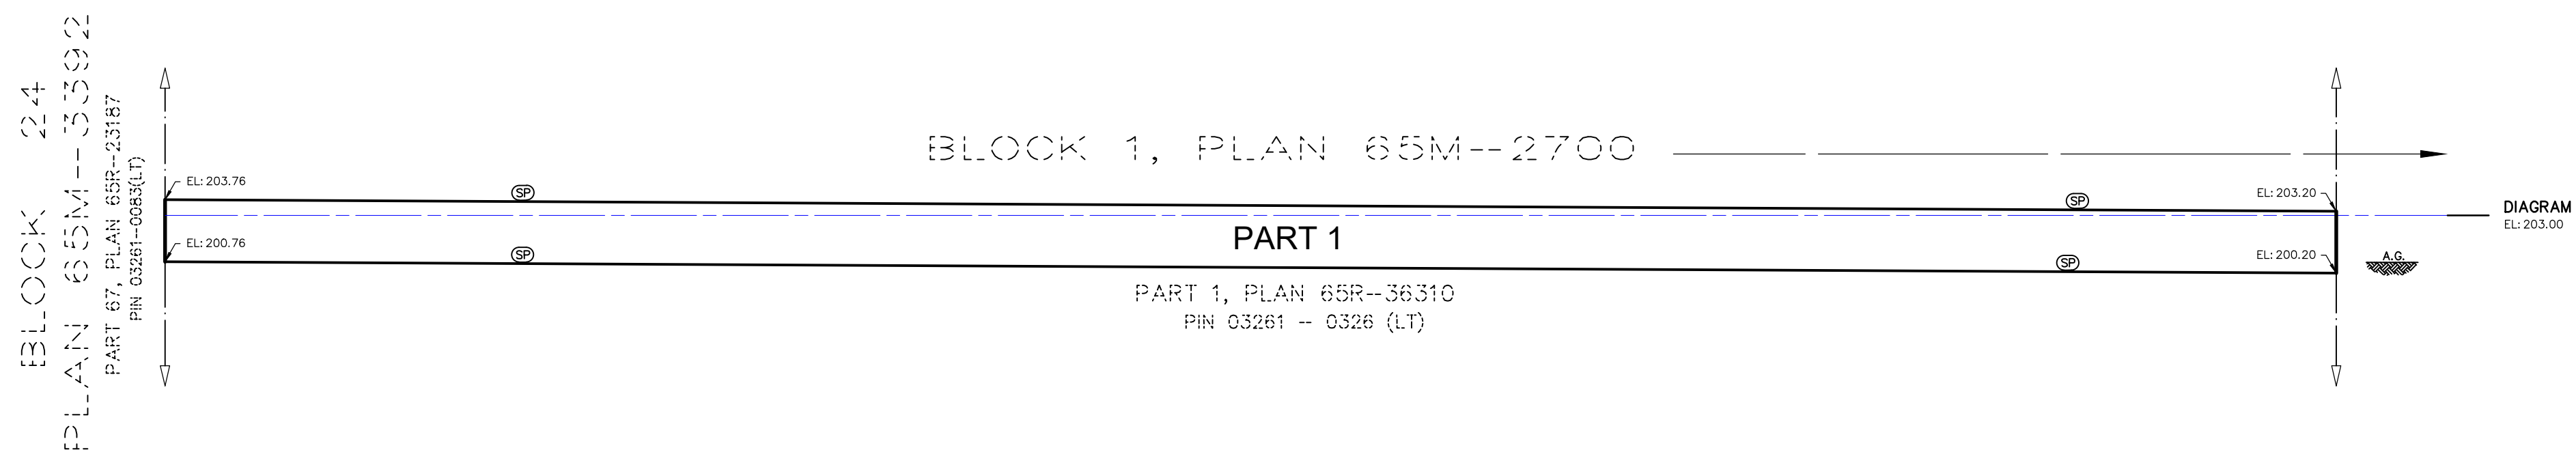 BLOCK 24
PLAN 65M--3392
PART 67, PLAN 65R--23187
PIN 03261--0083(LT)
BLOCK 1, PLAN 65M--2700
EL: 203.76
SP
SP
EL: 203.20
DIAGRAM
EL: 203.00
PART 1
EL: 200.76
SP
SP
EL: 200.20
A.G.
PART 1, PLAN 65R--36310
PIN 03261 -- 0326 (LT)